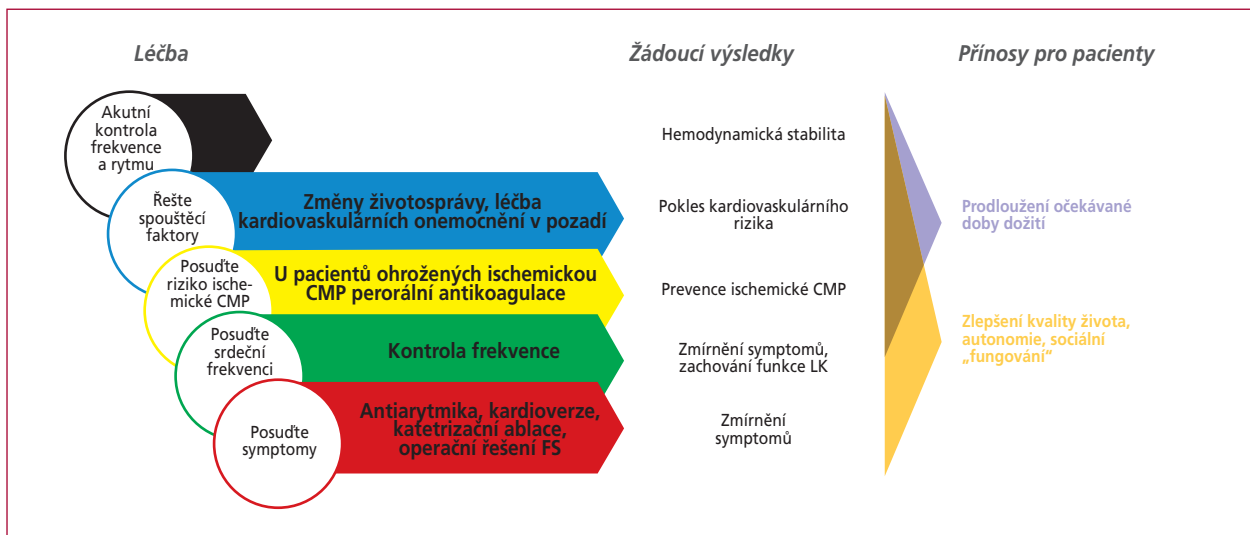 Léčba
Žádoucí výsledky
Přínosy pro pacienty
Akutní
kontrola
frekvence
a rytmu
Hemodynamická stabilita
Řešte
spouštěcí
faktory
Změny životosprávy, léčba
kardiovaskulárních onemocnění v pozadí
Pokles kardiovaskulárního
rizika
Prodloužení očekávané
doby dožití
Posuďte
riziko ische-
mické CMP
U pacientů ohrožených ischemickou
CMP perorální antikoagulace
Prevence ischemické CMP
Posuďte
srdeční
frekvenci
Kontrola frekvence
Zmírnění symptomů,
zachování funkce LK
Zlepšení kvality života,
autonomie, sociální
„fungování“
Posuďte
symptomy
Antiarytmika, kardioverze,
katetrizační ablace,
operační řešení FS
Zmírnění
symptomů